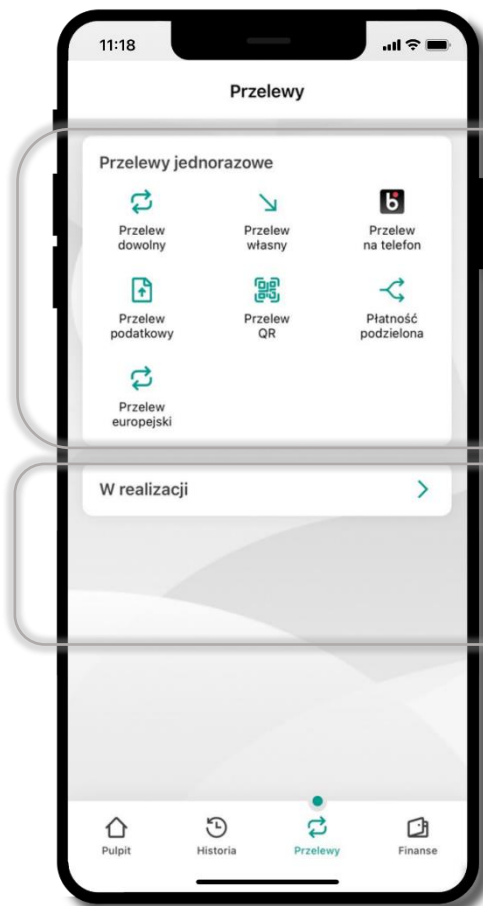 11:18
Przelewy
Przelewy jednorazowe
Przelew
dowolny
Przelew
własny
Przelew
na telefon
Przelew
podatkowy
Przelew
QR
Płatność
podzielona
Przelew
europejski
W realizacji
Pulpit
Historia
Przelewy
Finanse